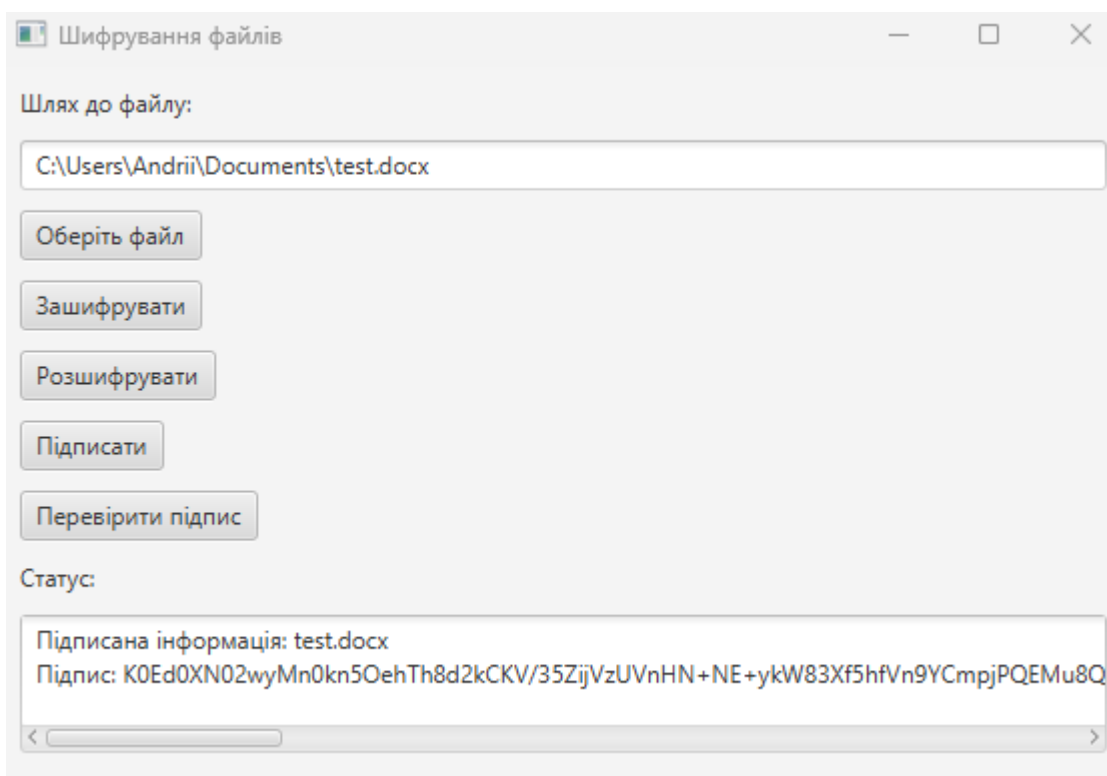 Шифрування файлів
Шлях до файлу:
C:\Users\Andrii\Documents\test.docx
Оберіть файл
Зашифрувати
Розшифрувати
Підписати
Перевірити підпис
Статус:
Підписана інформація: test.docx
Підпис: K0Ed0XN02wyMn0kn5OehTh8d2kCKV/35ZijVzUVnHN+NE+ykW83Xf5hfVn9YCmpjPQEMu8Q